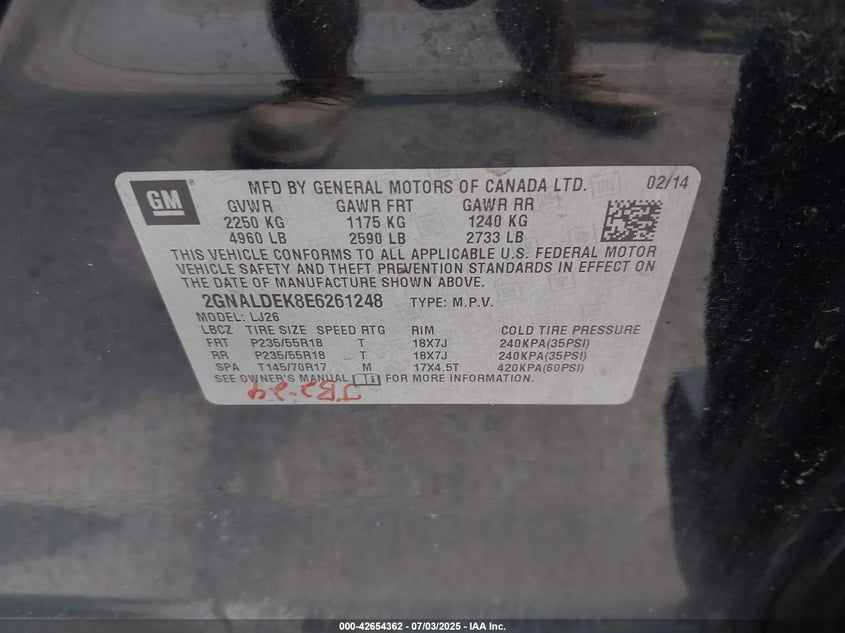 GM
MFD BY GENERAL MOTORS OF CANADA LTD. 02/14
GVWR GAWR FRT GAWR RR
2250 KG 1175 KG 1240 KG
4960 LB 2590 LB 2733 LB
THIS VEHICLE CONFORMS TO ALL APPLICABLE U.S. FEDERAL MOTOR
VEHICLE SAFETY AND THEFT PREVENTION STANDARDS IN EFFECT ON
THE DATE OF MANUFACTURE SHOWN ABOVE.
2GNALDEK8E6261248 TYPE: M.P.V.
MODEL: LJ26
LBCZ TIRE SIZE SPEED RTG RIM COLD TIRE PRESSURE
FRT P235/55R18 T 18X7J 240KPA(35PSI)
RR P235/55R18 T 18X7J 240KPA(35PSI)
SPA T145/70R17 M 17X4.5T 420KPA(60PSI)
SEE OWNER'S MANUAL FOR MORE INFORMATION.
000-42654362 - 07/03/2025 - IAA Inc.